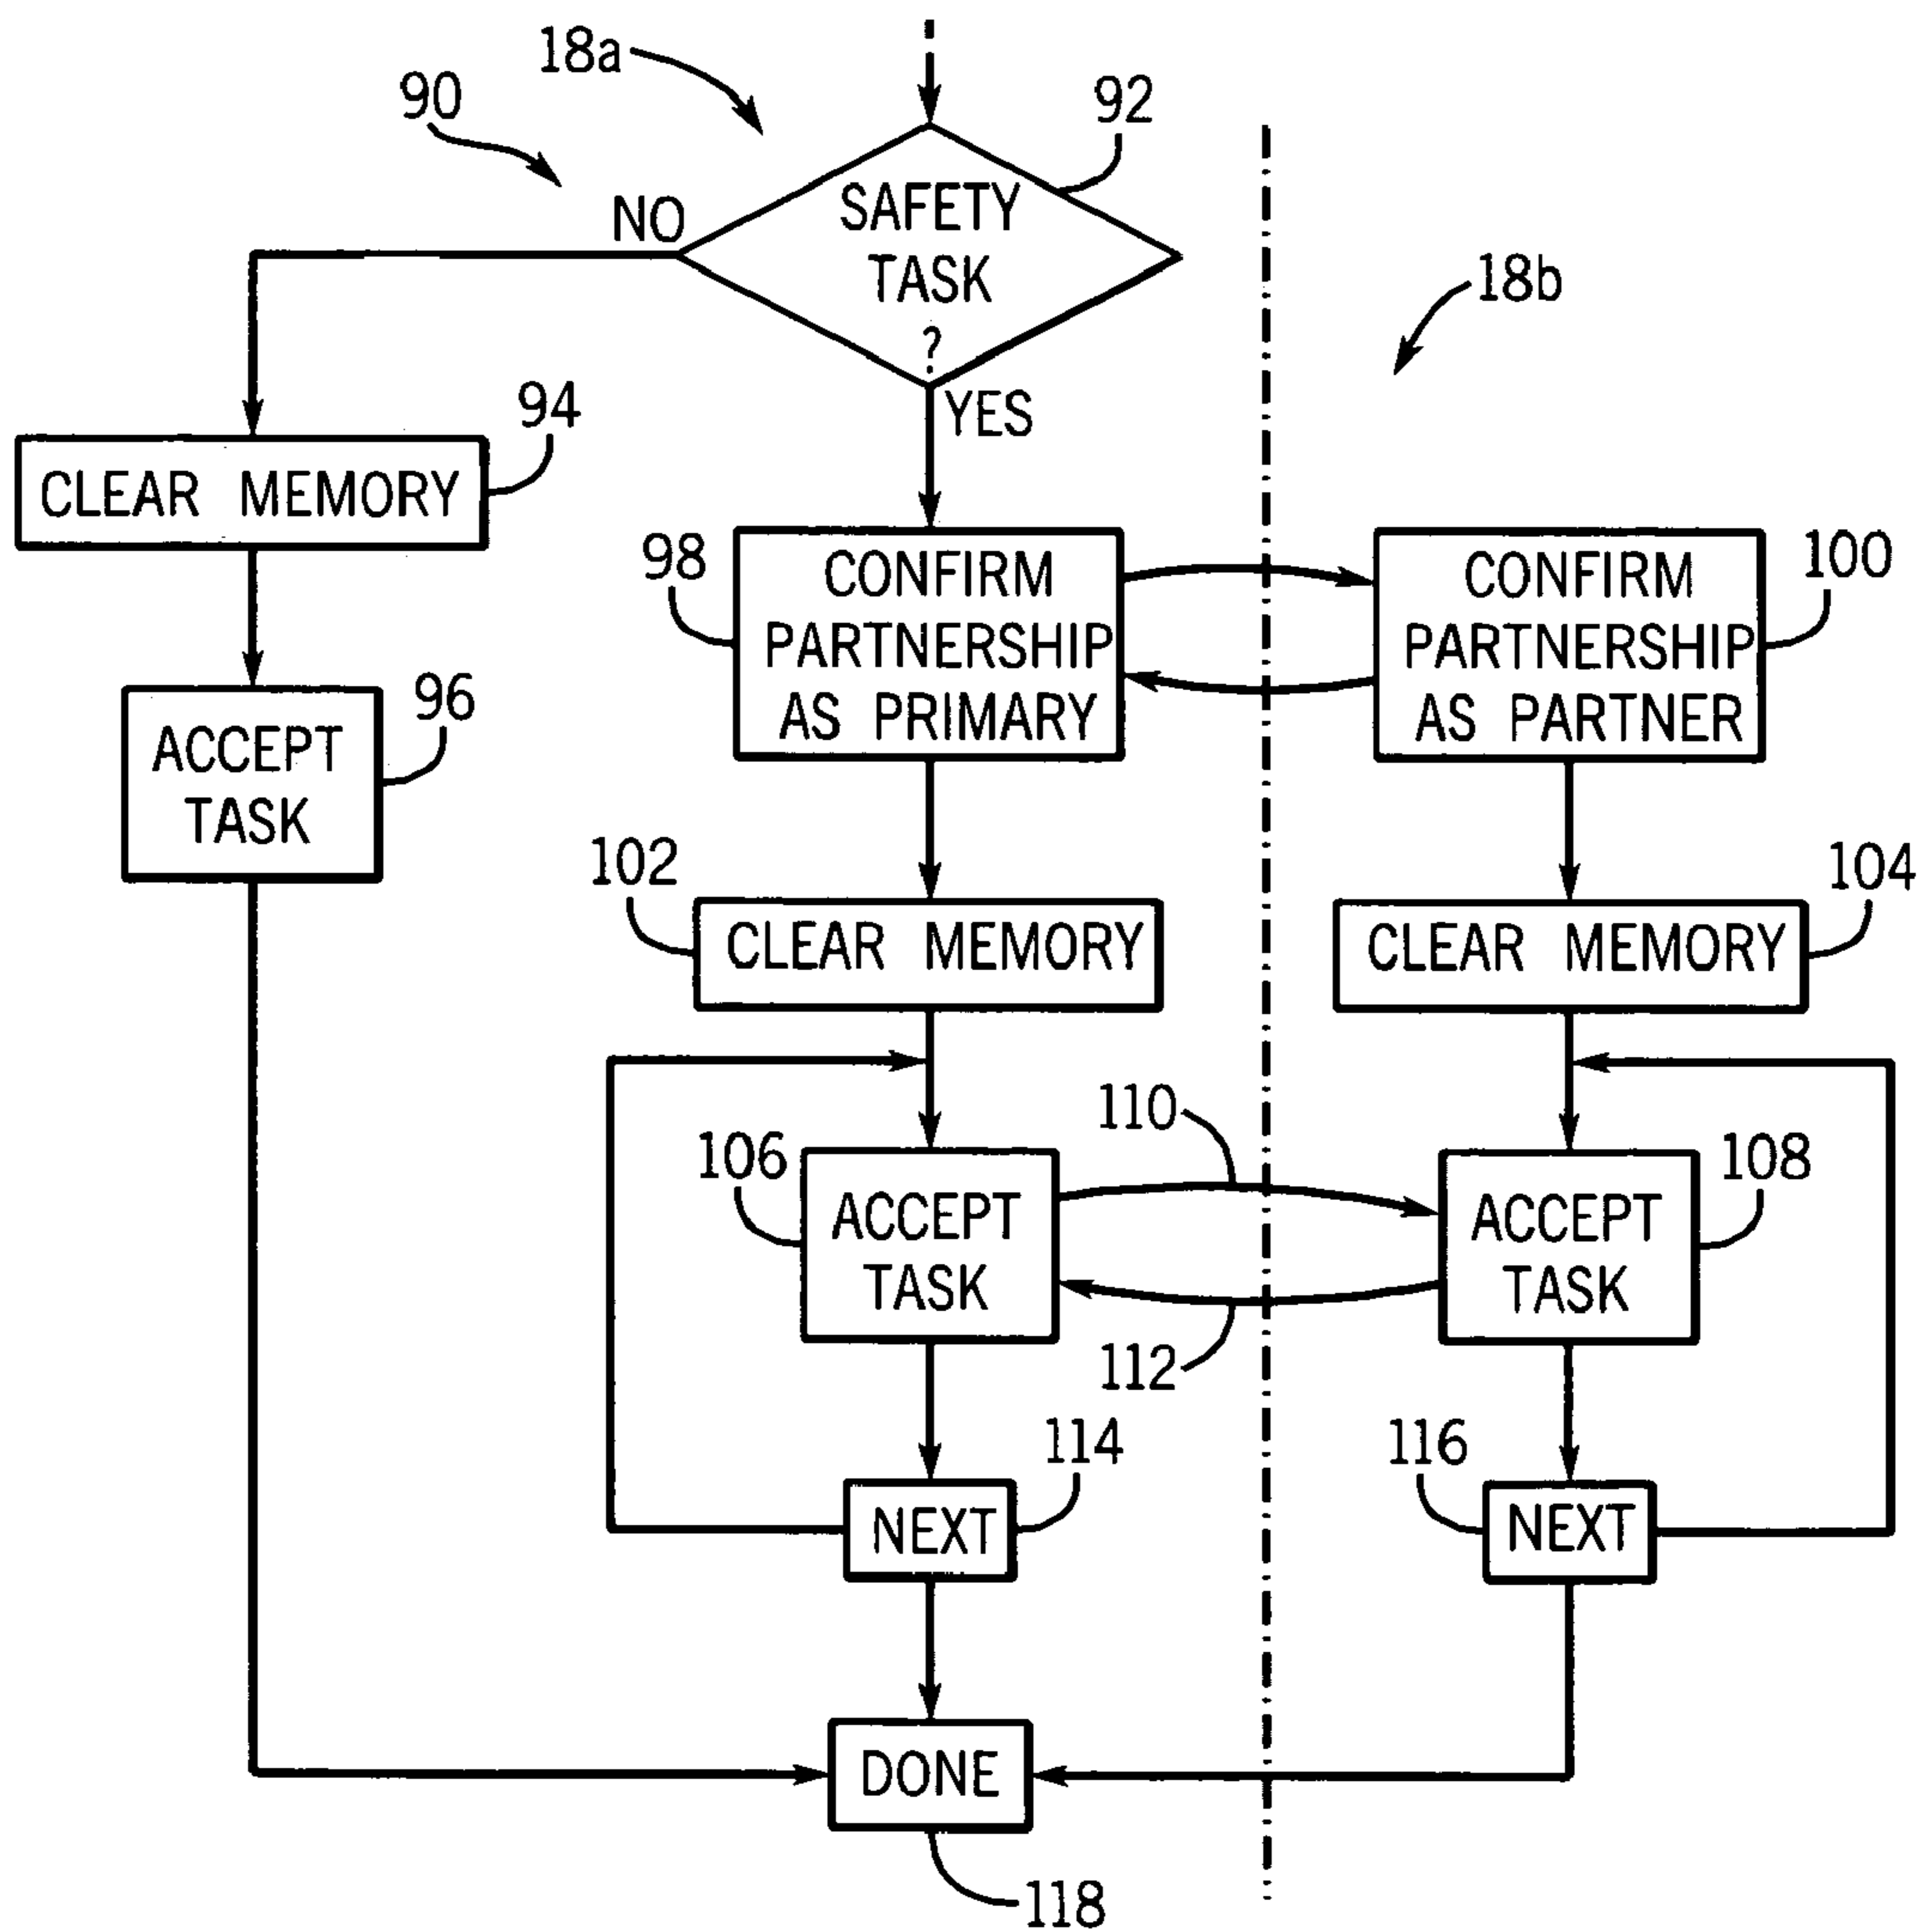 18a
90
92
NO
SAFETY
TASK
?
18b
YES
94
CLEAR MEMORY
98
CONFIRM
PARTNERSHIP
AS PRIMARY
100
CONFIRM
PARTNERSHIP
AS PARTNER
96
ACCEPT
TASK
102
CLEAR MEMORY
104
CLEAR MEMORY
110
106
ACCEPT
TASK
108
ACCEPT
TASK
112
114
NEXT
116
NEXT
DONE
118